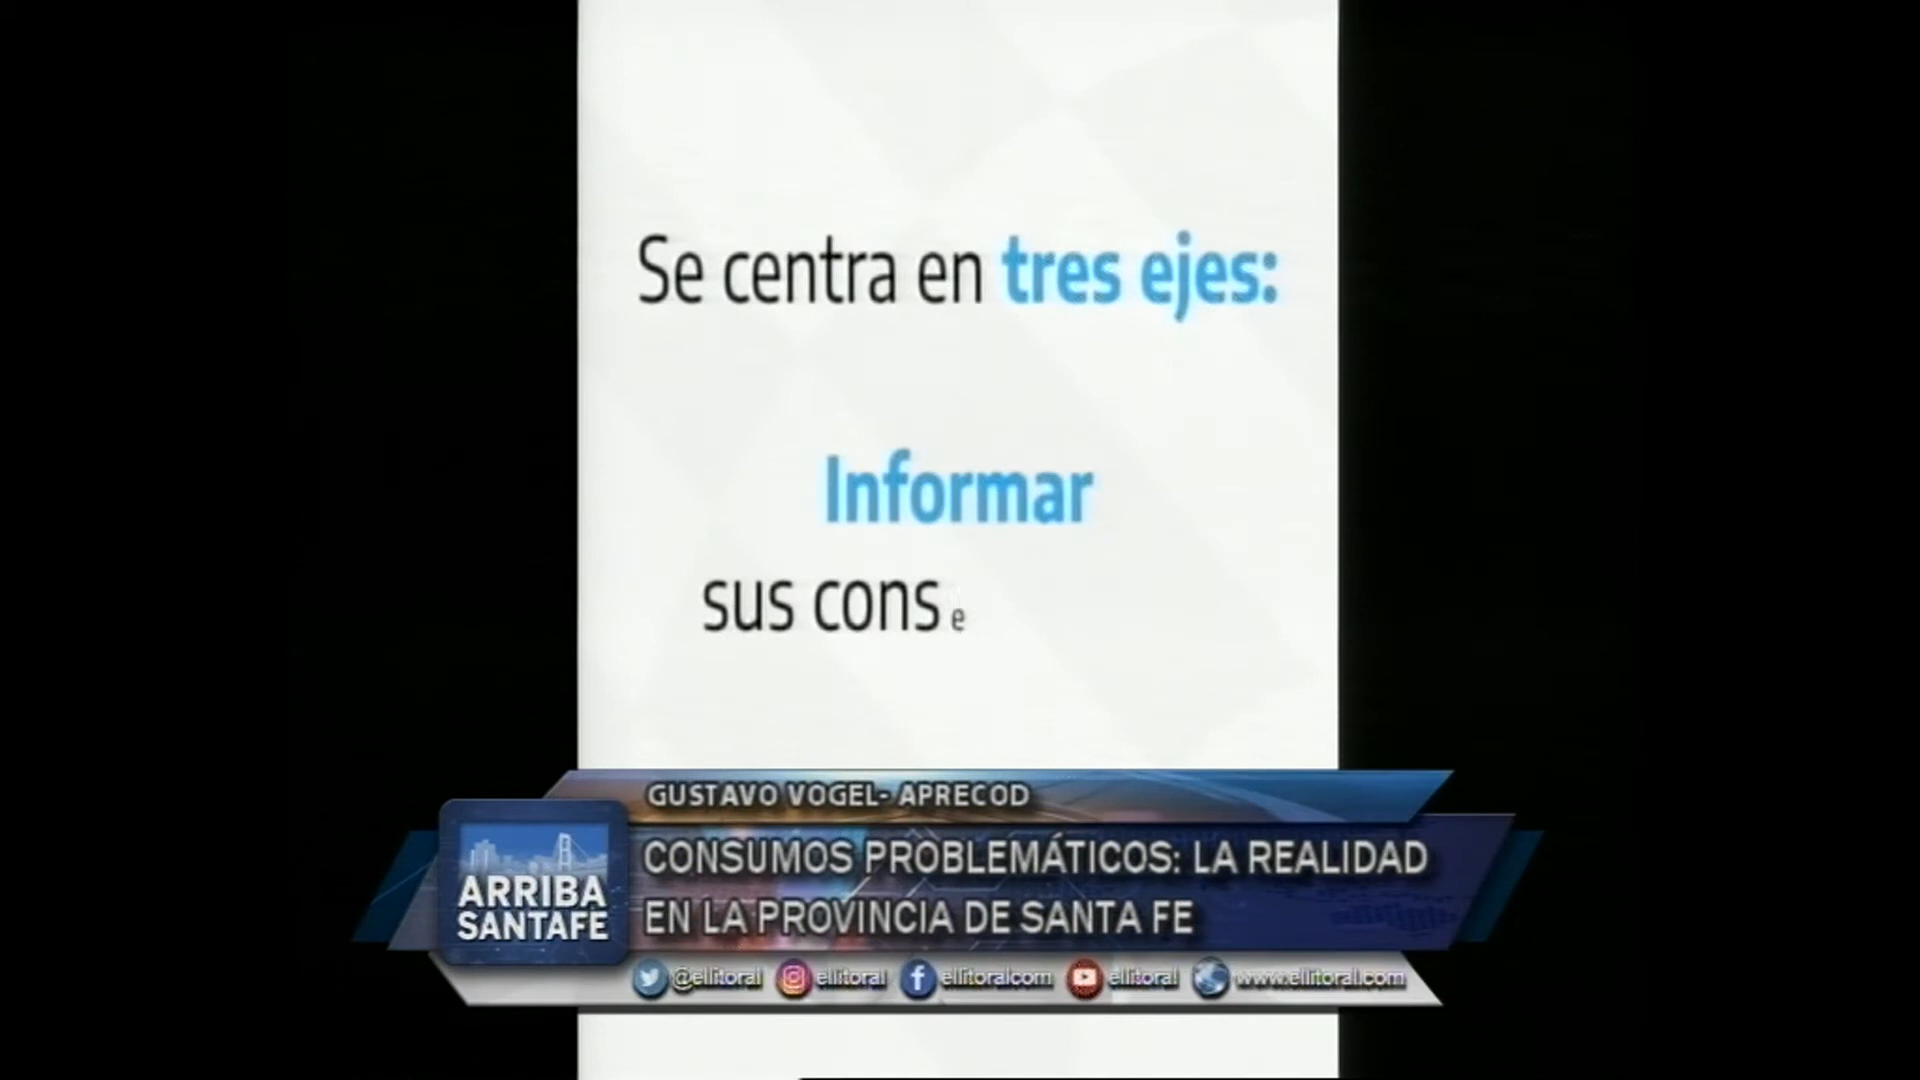 Se centra en tres ejes:
Informar
sus conse
GUSTAVO VOGEL- APRECOD
CONSUMOS PROBLEMÁTICOS: LA REALIDAD
EN LA PROVINCIA DE SANTA FE
ARRIBA
SANTAFE
@ellitoral ellitoral ellitoralcom ellitoral www.ellitoral.com